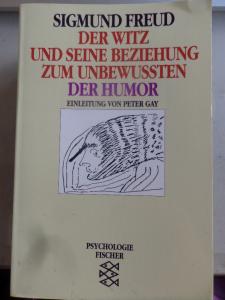 SIGMUND FREUD
DER WITZ
UND SEINE BEZIEHUNG
ZUM UNBEWUSSTEN
DER HUMOR
EINLEITUNG VON PETER GAY
PSYCHOLOGIE
FISCHER